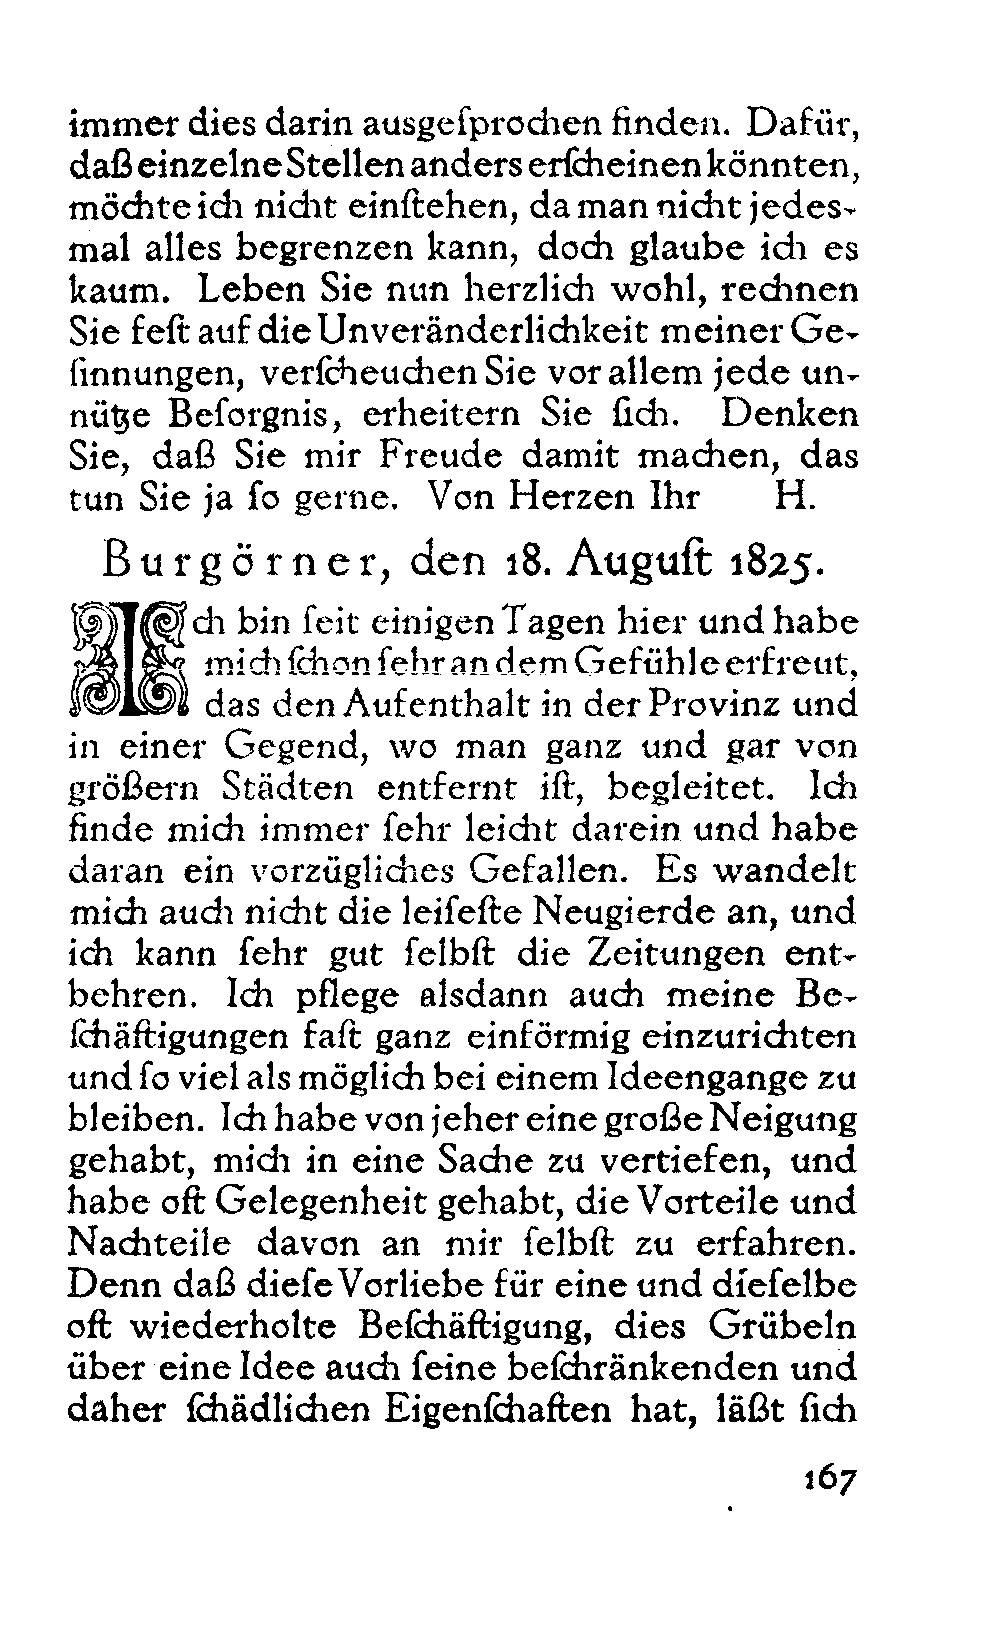 immer dies darin ausgeſprochen finden. Dafür,
daß einzelne Stellen anders erſcheinen könnten,
möchte ich nicht einſtehen, da man nicht jedes-
mal alles begrenzen kann, doch glaube ich es
kaum. Leben Sie nun herzlich wohl, rechnen
Sie feſt auf die Unveränderlichkeit meiner Ge-
ſinnungen, verſcheuchen Sie vor allem jede un-
nütze Beſorgnis, erheitern Sie ſich. Denken
Sie, daß Sie mir Freude damit machen, das
tun Sie ja ſo gerne. Von Herzen Ihr H.
Burgörner, den 18. Auguſt 1825.
Ich bin ſeit einigen Tagen hier und habe
mich ſchon ſehr an dem Gefühle erfreut,
das den Aufenthalt in der Provinz und
in einer Gegend, wo man ganz und gar von
größern Städten entfernt iſt, begleitet. Ich
finde mich immer ſehr leicht darein und habe
daran ein vorzügliches Gefallen. Es wandelt
mich auch nicht die leiſeſte Neugierde an, und
ich kann ſehr gut ſelbſt die Zeitungen ent-
behren. Ich pflege alsdann auch meine Be-
ſchäftigungen faſt ganz einförmig einzurichten
und ſo viel als möglich bei einem Ideengange zu
bleiben. Ich habe von jeher eine große Neigung
gehabt, mich in eine Sache zu vertiefen, und
habe oft Gelegenheit gehabt, die Vorteile und
Nachteile davon an mir ſelbſt zu erfahren.
Denn daß dieſe Vorliebe für eine und dieſelbe
oft wiederholte Beſchäftigung, dies Grübeln
über eine Idee auch ſeine beſchränkenden und
daher ſchädlichen Eigenſchaften hat, läßt ſich
167